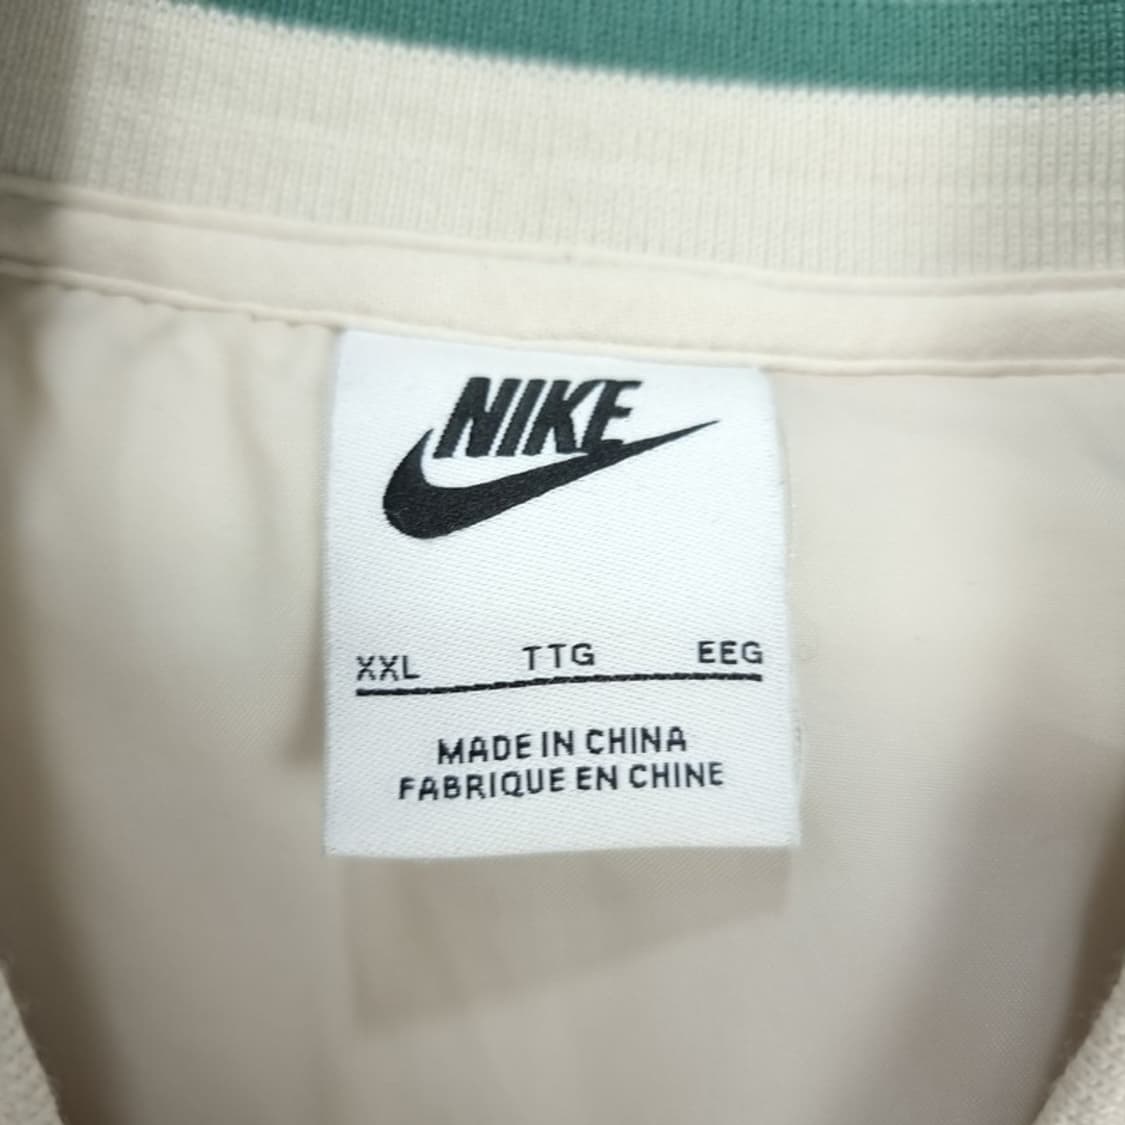 NIKE
XXL TTG EEG
MADE IN CHINA
FABRIQUE EN CHINE